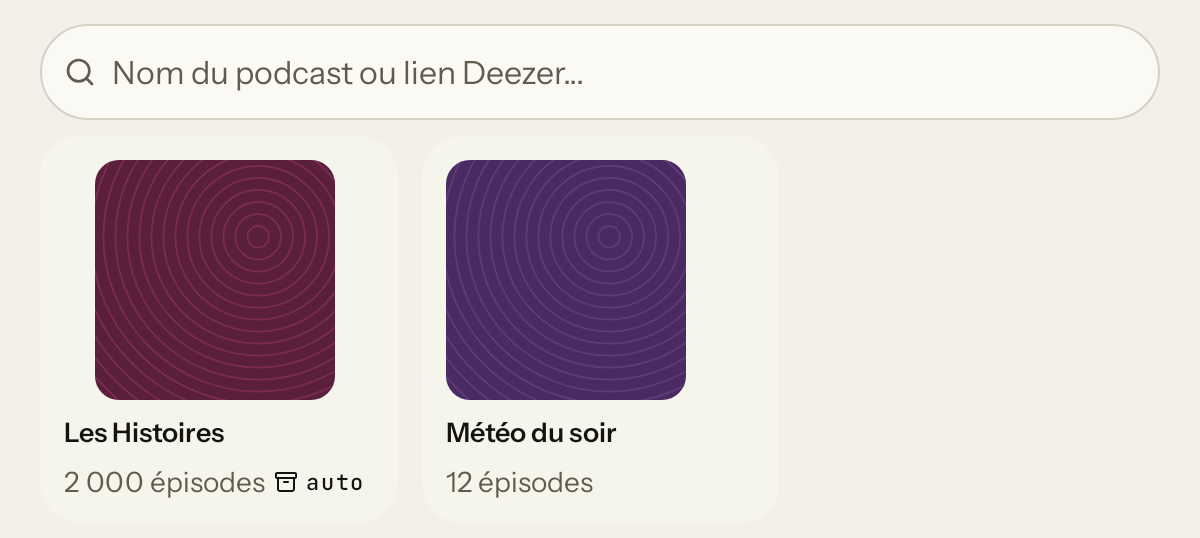 Nom du podcast ou lien Deezer...
Les Histoires
2 000 épisodes auto
Météo du soir
12 épisodes